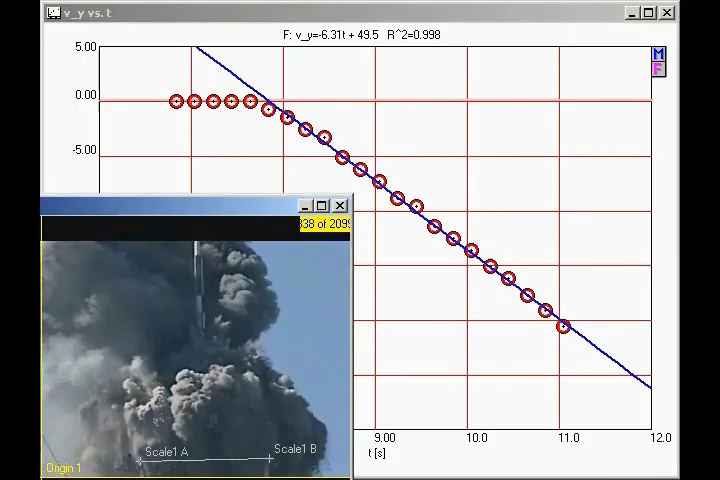 v_y vs. t
F: v_y=-6.31t + 49.5 R^2=0.998
5.00
M
F
0.00
-5.00
338 of 2099
Scale1 A
Scale1 B
Origin 1
9.00
10.0
11.0
12.0
t [s]